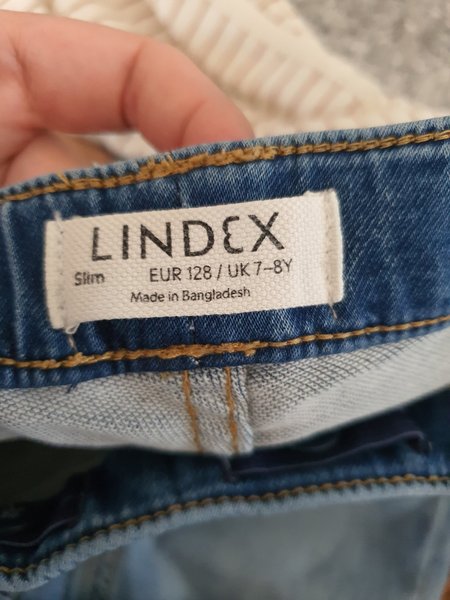 LINDEX
Slim EUR 128 / UK 7-8Y
Made in Bangladesh